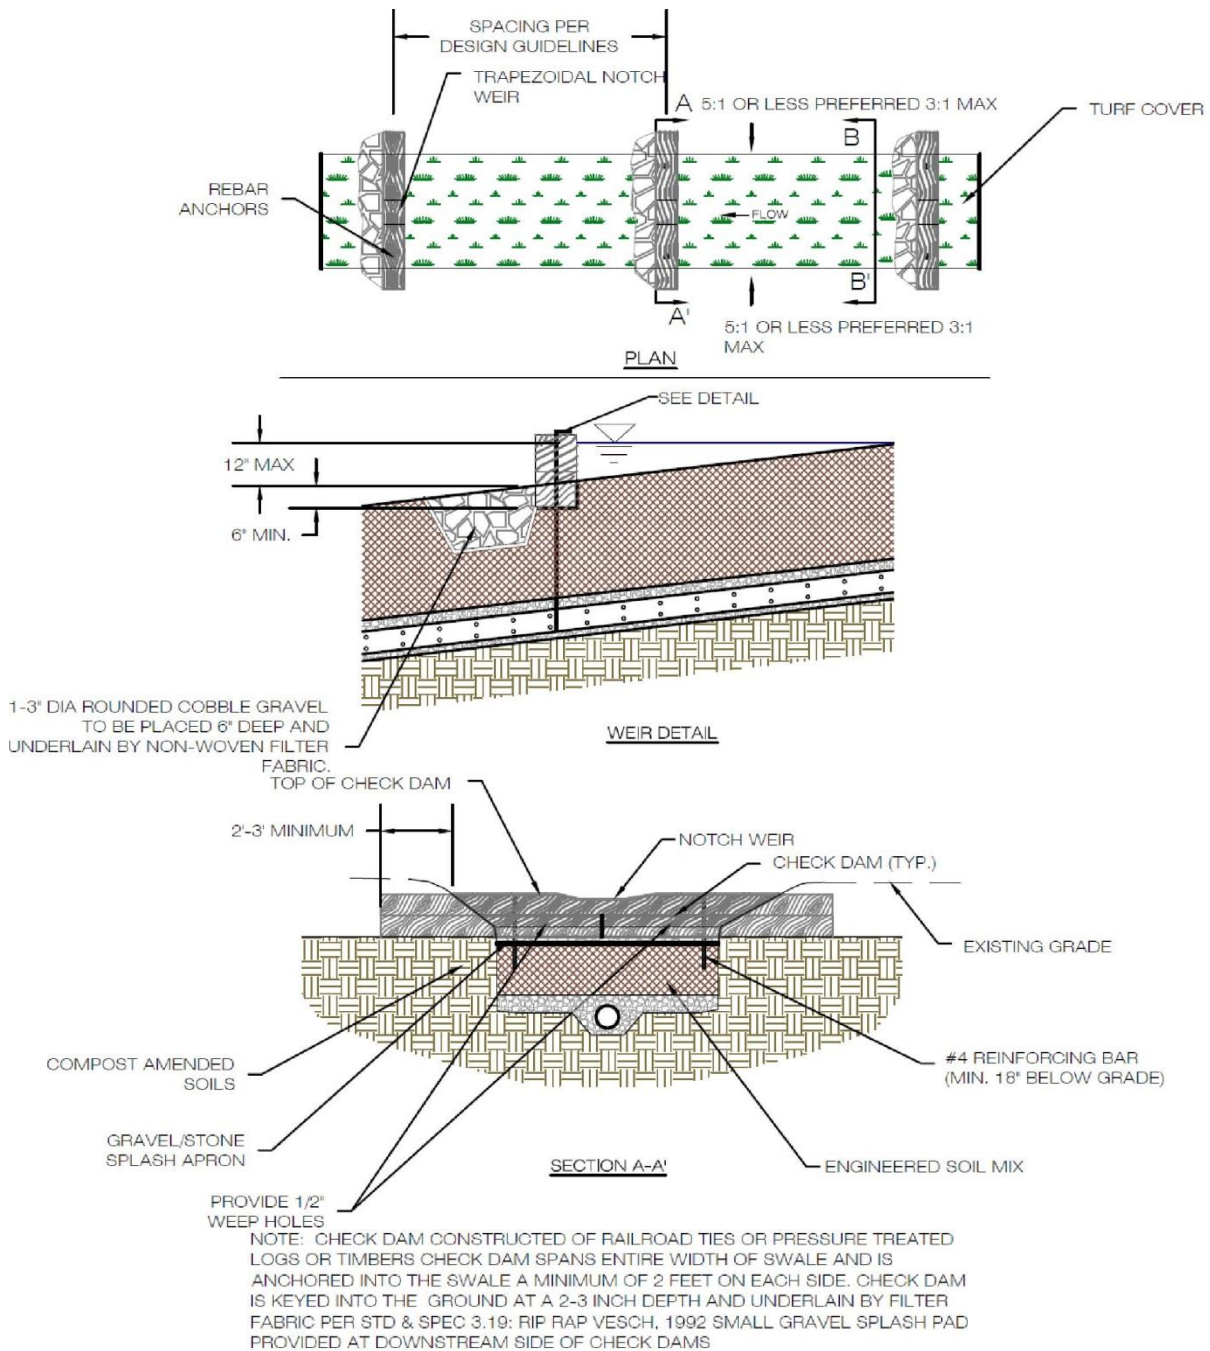 SPACING PER
DESIGN GUIDELINES
TRAPEZOIDAL NOTCH
WEIR
A
5:1 OR LESS PREFERRED 3:1 MAX
B
TURF COVER
REBAR
ANCHORS
FLOW
A'
B'
5:1 OR LESS PREFERRED 3:1
MAX
PLAN
SEE DETAIL
12" MAX
6" MIN.
1-3" DIA ROUNDED COBBLE GRAVEL
TO BE PLACED 6" DEEP AND
UNDERLAIN BY NON-WOVEN FILTER
FABRIC.
WEIR DETAIL
TOP OF CHECK DAM
2'-3' MINIMUM
NOTCH WEIR
CHECK DAM (TYP.)
EXISTING GRADE
COMPOST AMENDED
SOILS
#4 REINFORCING BAR
(MIN. 18" BELOW GRADE)
GRAVEL/STONE
SPLASH APRON
SECTION A-A'
ENGINEERED SOIL MIX
PROVIDE 1/2"
WEEP HOLES
NOTE: CHECK DAM CONSTRUCTED OF RAILROAD TIES OR PRESSURE TREATED
LOGS OR TIMBERS CHECK DAM SPANS ENTIRE WIDTH OF SWALE AND IS
ANCHORED INTO THE SWALE A MINIMUM OF 2 FEET ON EACH SIDE. CHECK DAM
IS KEYED INTO THE GROUND AT A 2-3 INCH DEPTH AND UNDERLAIN BY FILTER
FABRIC PER STD & SPEC 3.19: RIP RAP VESCH, 1992 SMALL GRAVEL SPLASH PAD
PROVIDED AT DOWNSTREAM SIDE OF CHECK DAMS